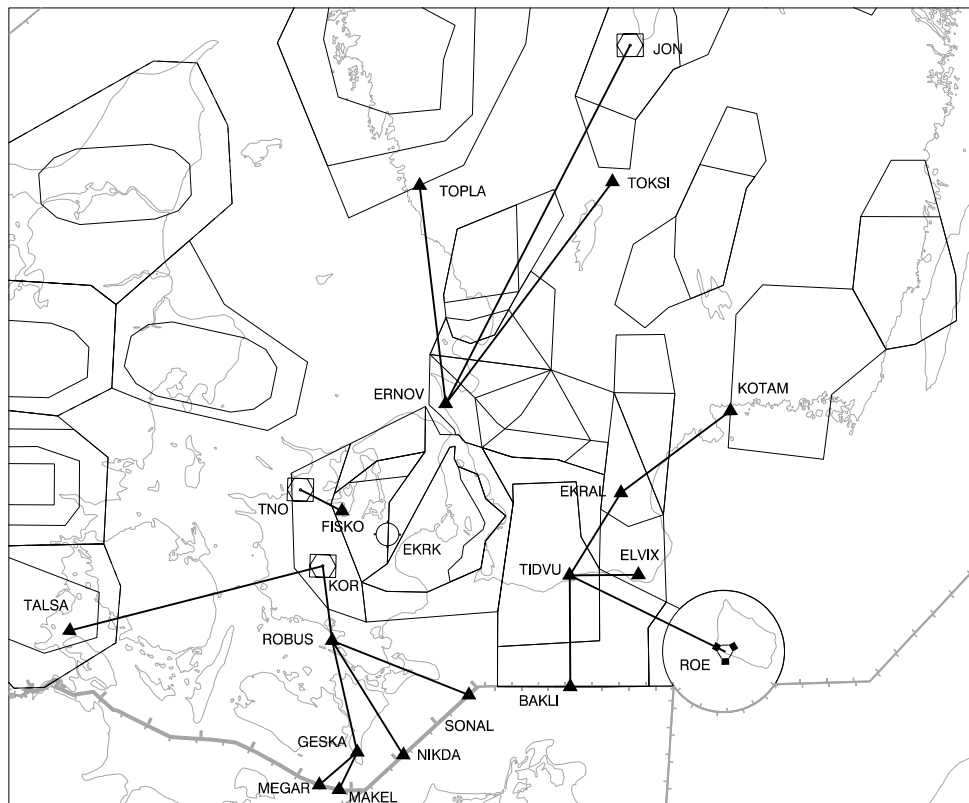 JON
TOPLA
TOKSI
ERNOV
KOTAM
EKRAL
TNO
FISKO
EKRK
TIDVU
ELVIX
KOR
TALSA
ROBUS
ROE
SONAL
BAKLI
GESKA
NIKDA
MEGAR
MAKEL